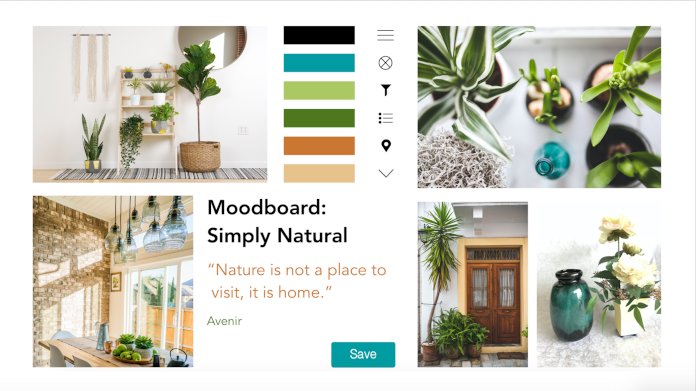 Moodboard:
Simply Natural
“Nature is not a place to
visit, it is home.”
Avenir
Save